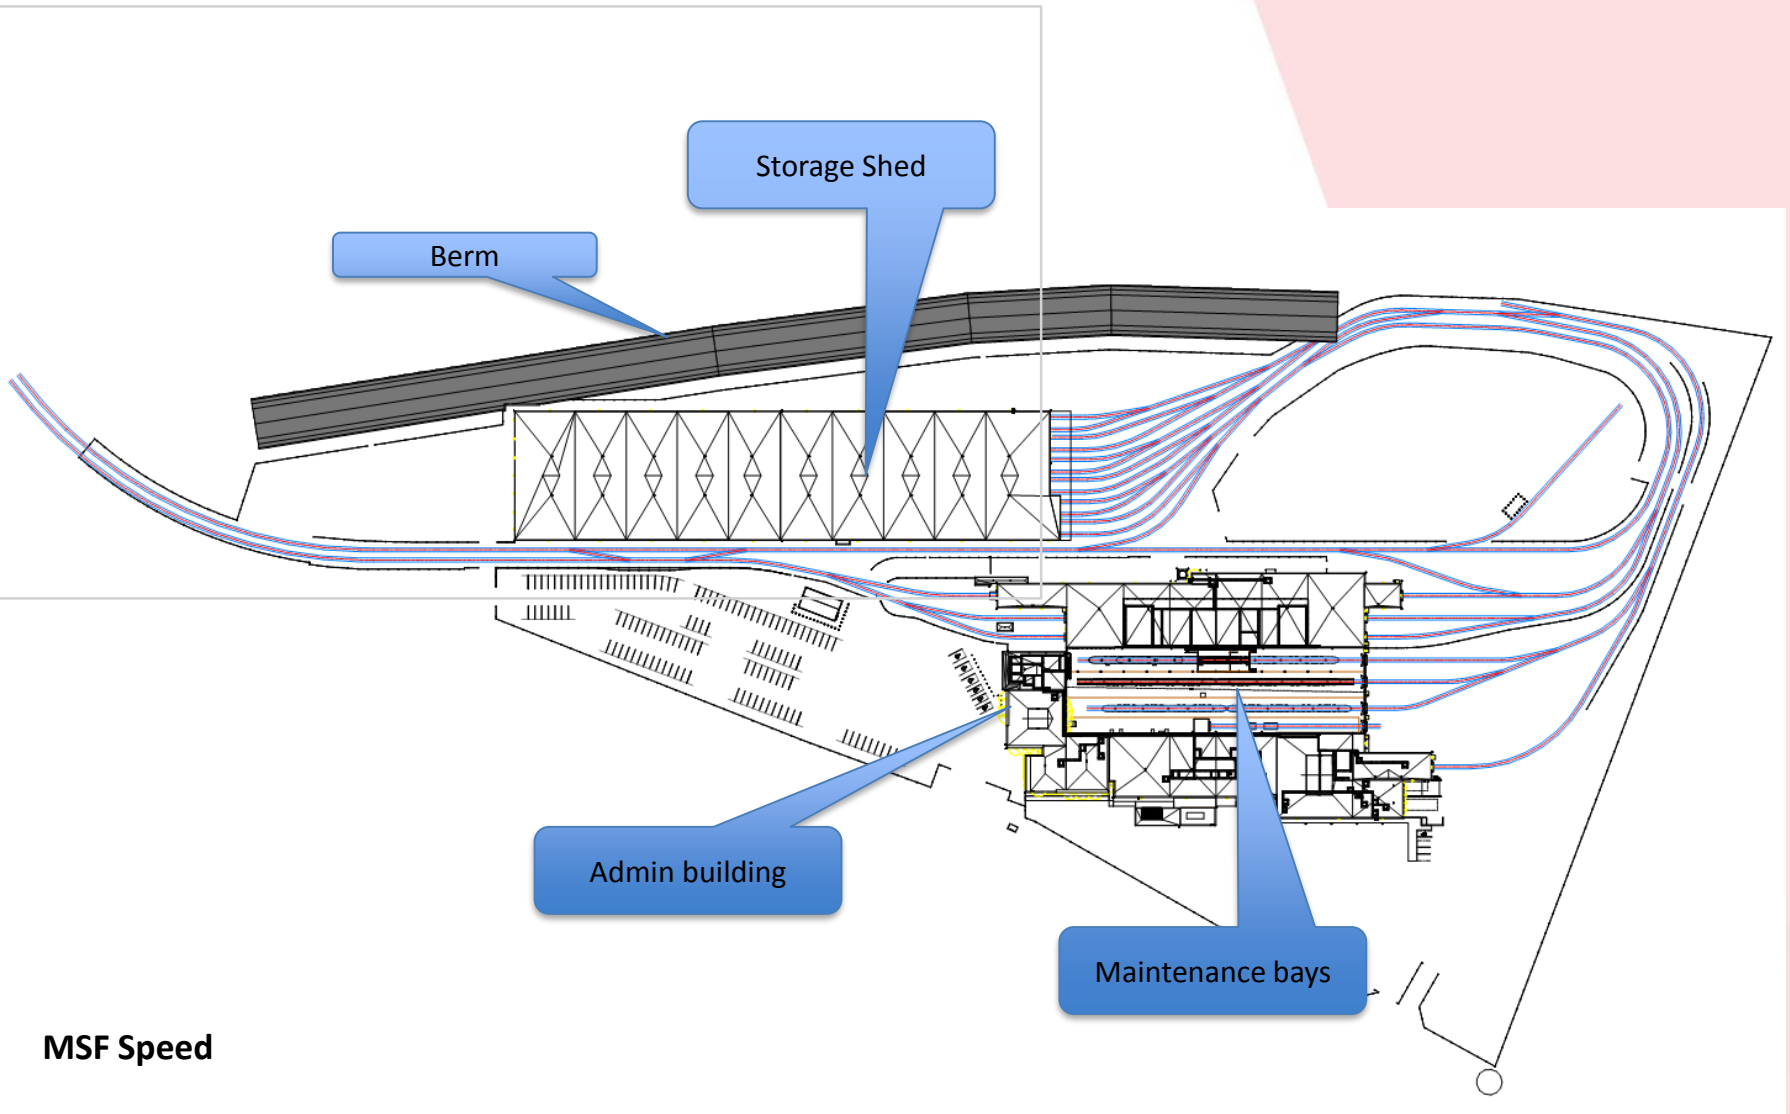 Storage Shed
Berm
Admin building
Maintenance bays
MSF Speed